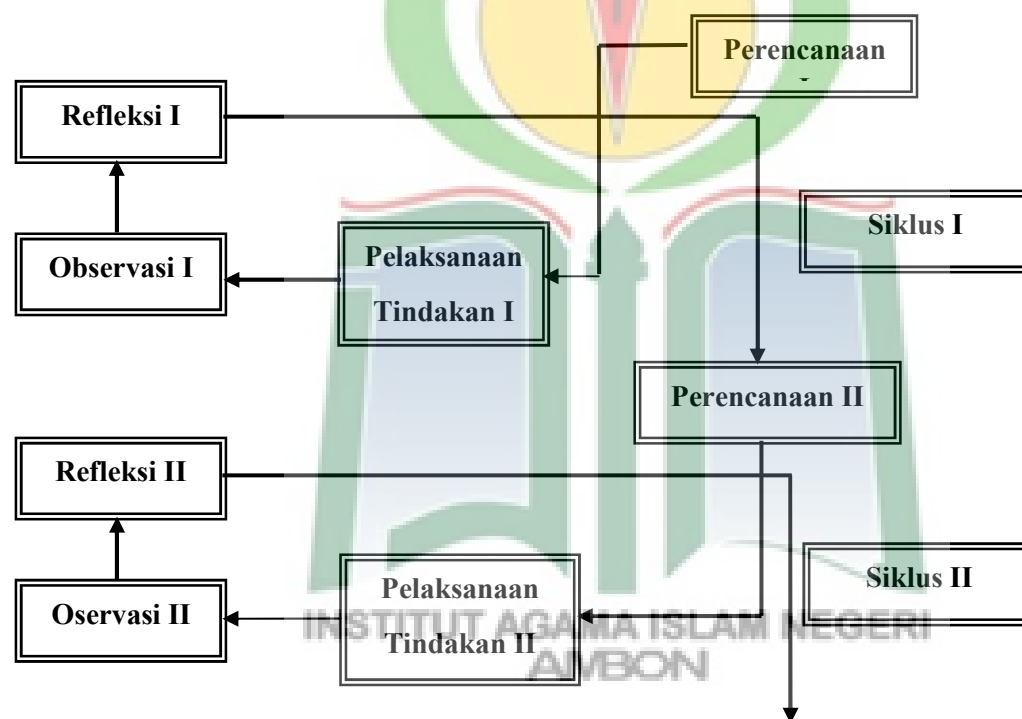 Perencanaan
Refleksi I
Siklus I
Observasi I
Pelaksanaan
Tindakan I
Perencanaan II
Refleksi II
Siklus II
Oservasi II
Pelaksanaan
Tindakan II
INSTITUT AGAMA ISLAM NEGERI
AMBON